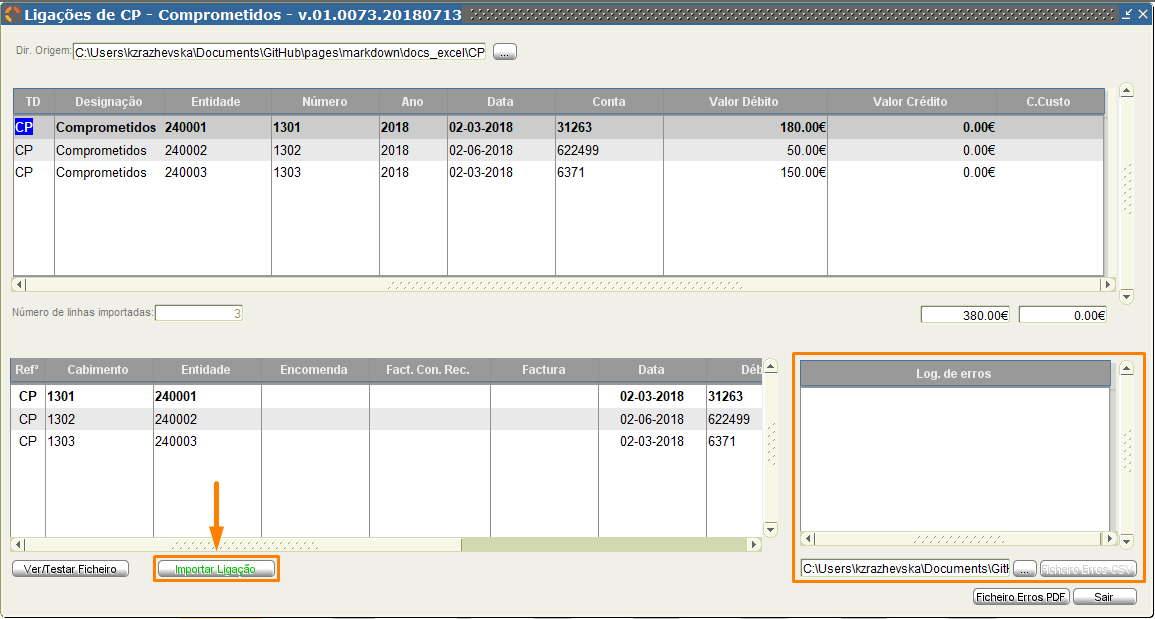 Ligações de CP - Comprometidos - v.01.0073.20180713
Dir. Origem: C:\Users\kzrazhevska\Documents\GitHub\pages\markdown\docs_excel\CP ...
TD Designação Entidade Número Ano Data Conta Valor Débito Valor Crédito C.Custo
CP Comprometidos 240001 1301 2018 02-03-2018 31263 180.00€ 0.00€
CP Comprometidos 240002 1302 2018 02-06-2018 622499 50.00€ 0.00€
CP Comprometidos 240003 1303 2018 02-03-2018 6371 150.00€ 0.00€
Número de linhas importadas: 3 380.00€ 0.00€
Refª Cabimento Entidade Encomenda Fact. Con. Rec. Factura Data Déb
CP 1301 240001 02-03-2018 31263
CP 1302 240002 02-06-2018 622499
CP 1303 240003 02-03-2018 6371
Log. de erros
Ver/Testar Ficheiro Importar Ligação
C:\Users\kzrazhevska\Documents\GitH ... Ficheiro Erros CSV
Ficheiro Erros PDF Sair